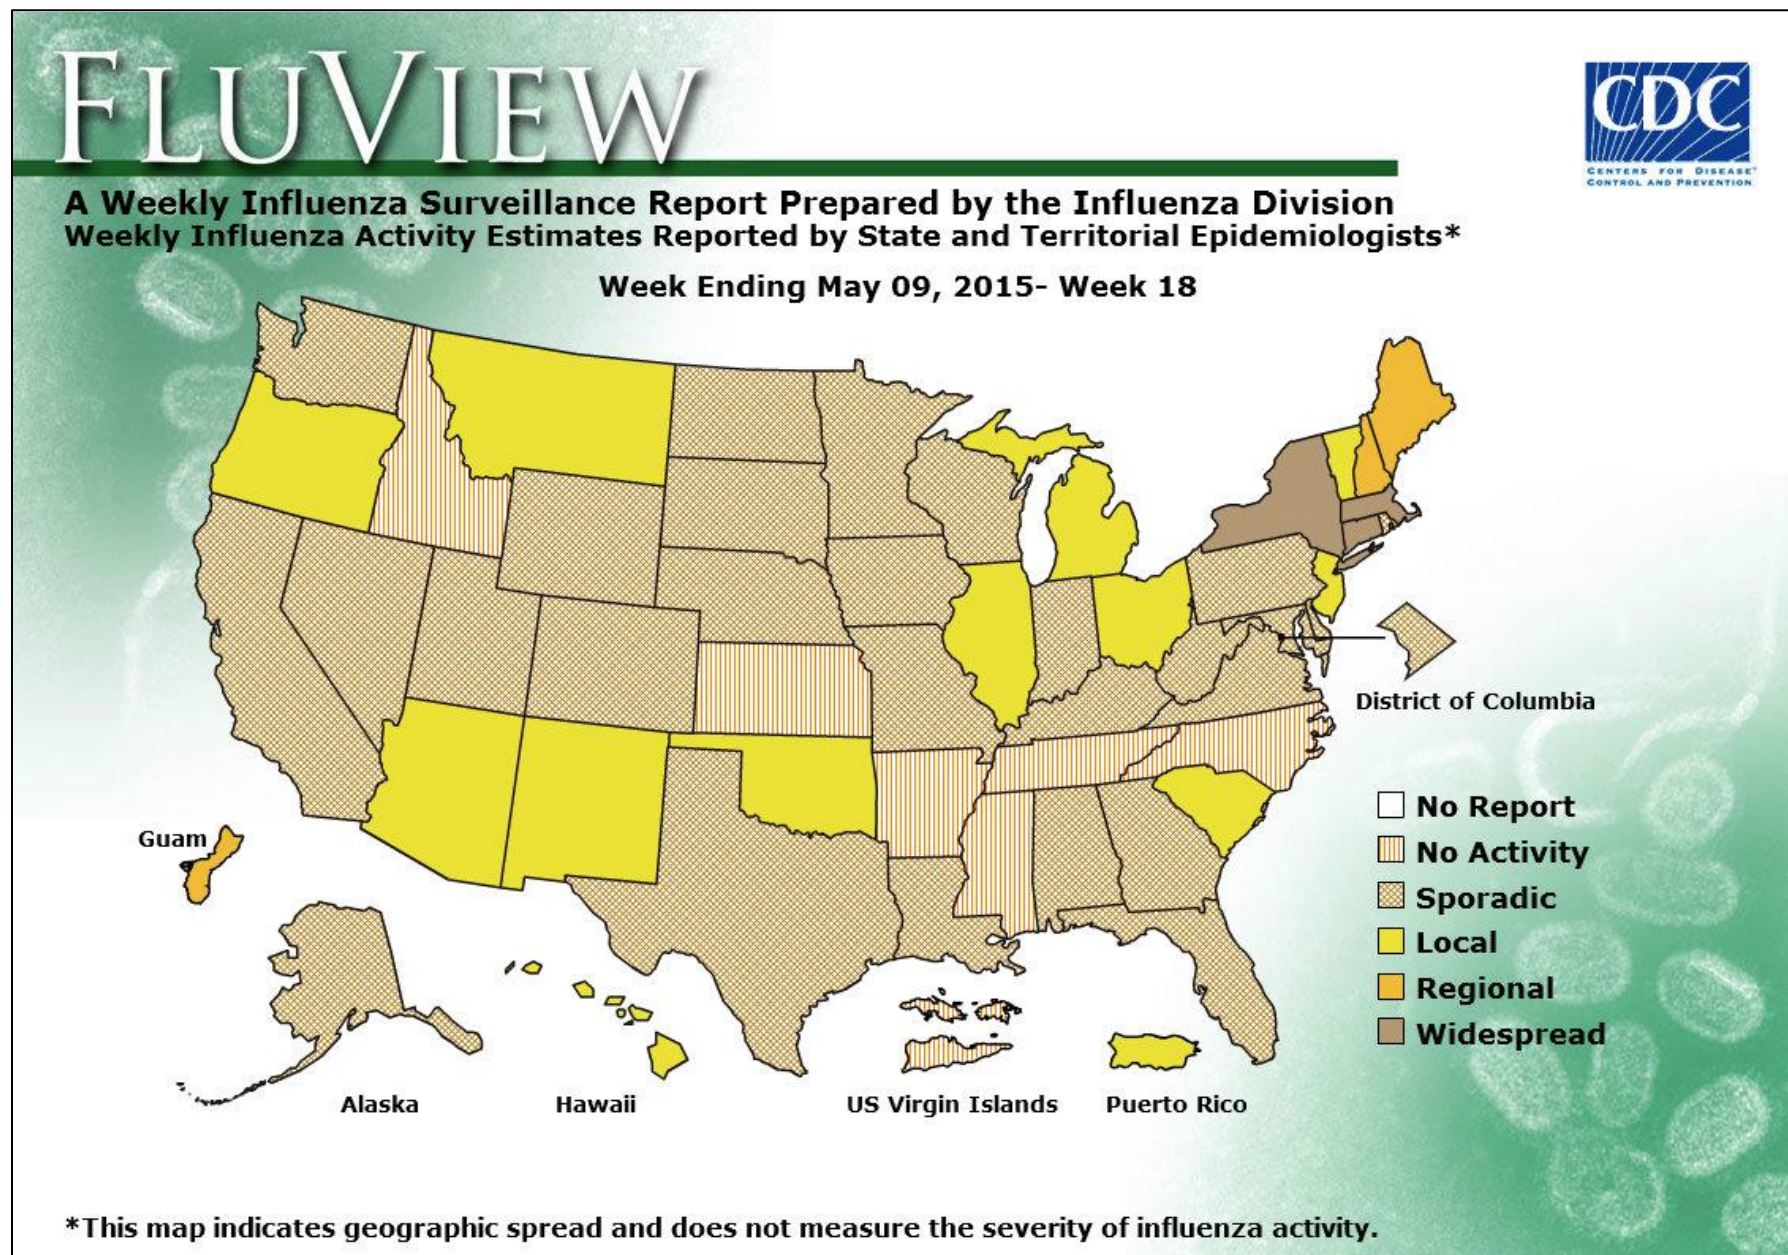 FLUVIEW
CDC
CENTERS FOR DISEASE™
CONTROL AND PREVENTION
A Weekly Influenza Surveillance Report Prepared by the Influenza Division
Weekly Influenza Activity Estimates Reported by State and Territorial Epidemiologists*
Week Ending May 09, 2015- Week 18
District of Columbia
No Report
Guam
No Activity
Sporadic
Local
Regional
Widespread
Alaska
Hawaii
US Virgin Islands
Puerto Rico
*This map indicates geographic spread and does not measure the severity of influenza activity.